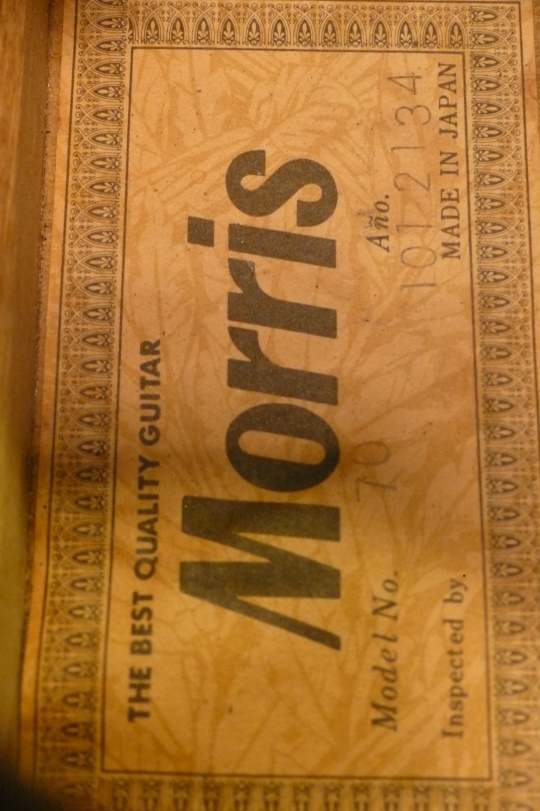 THE BEST QUALITY GUITAR
Morris
Model No. 70 Año.
1012134
Inspected by MADE IN JAPAN